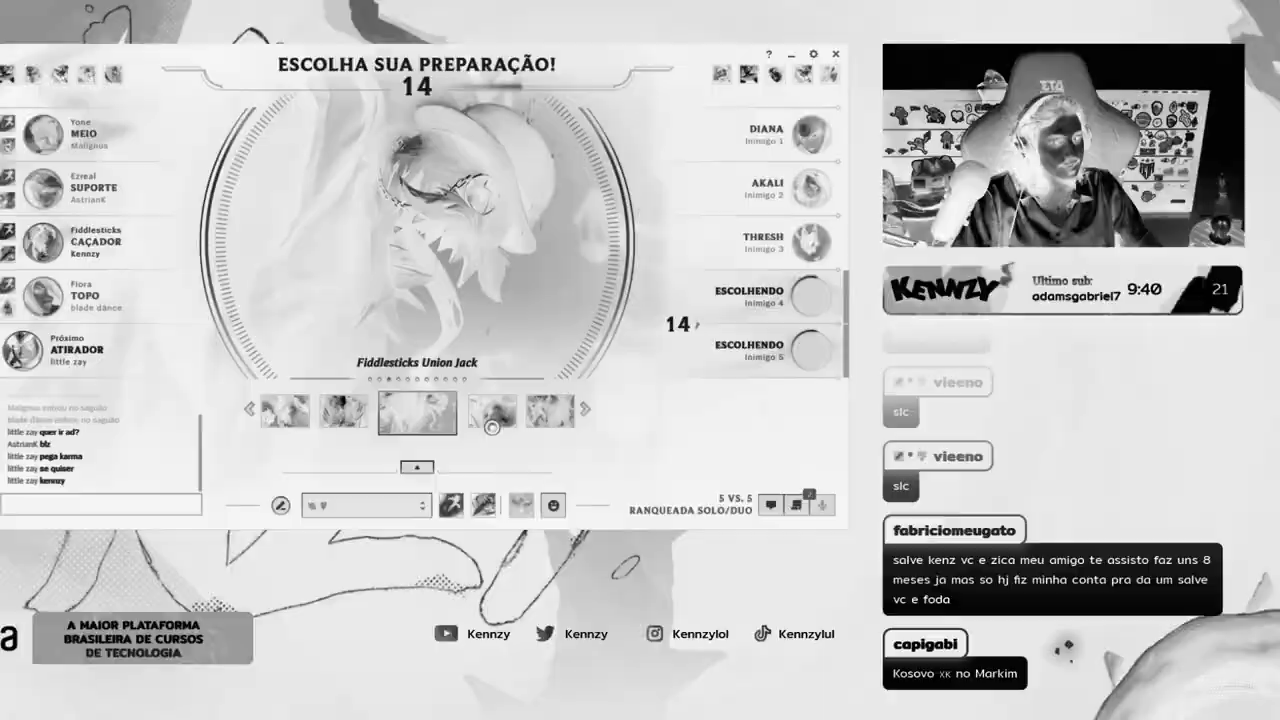 ESCOLHA SUA PREPARAÇÃO!
14
?
Yone
MEIO
Malignus
Ezreal
SUPORTE
AstrianK
Fiddlesticks
CAÇADOR
Kennzy
Fiora
TOPO
blade dånce
Próximo
ATIRADOR
little zay
DIANA
Inimigo 1
AKALI
Inimigo 2
THRESH
Inimigo 3
ESCOLHENDO
Inimigo 4
14
ESCOLHENDO
Inimigo 5
Fiddlesticks Union Jack
Malignus entrou no saguão
blade dånce entrou no saguão
little zay quer ir ad?
AstrianK blz
little zay pega karma
little zay se quiser
little zay kennzy
5 VS. 5
RANQUEADA SOLO/DUO
KENNZY
Ultimo sub:
adamsgabriel7
9:40
21
vieeno
slc
vieeno
slc
fabriciomeugato
salve kenz vc e zica meu amigo te assisto faz uns 8
meses ja mas so hj fiz minha conta pra da um salve
vc e foda
capigabi
Kosovo XK no Markim
a
A MAIOR PLATAFORMA
BRASILEIRA DE CURSOS
DE TECNOLOGIA
Kennzy
Kennzy
Kennzylol
Kennzylul